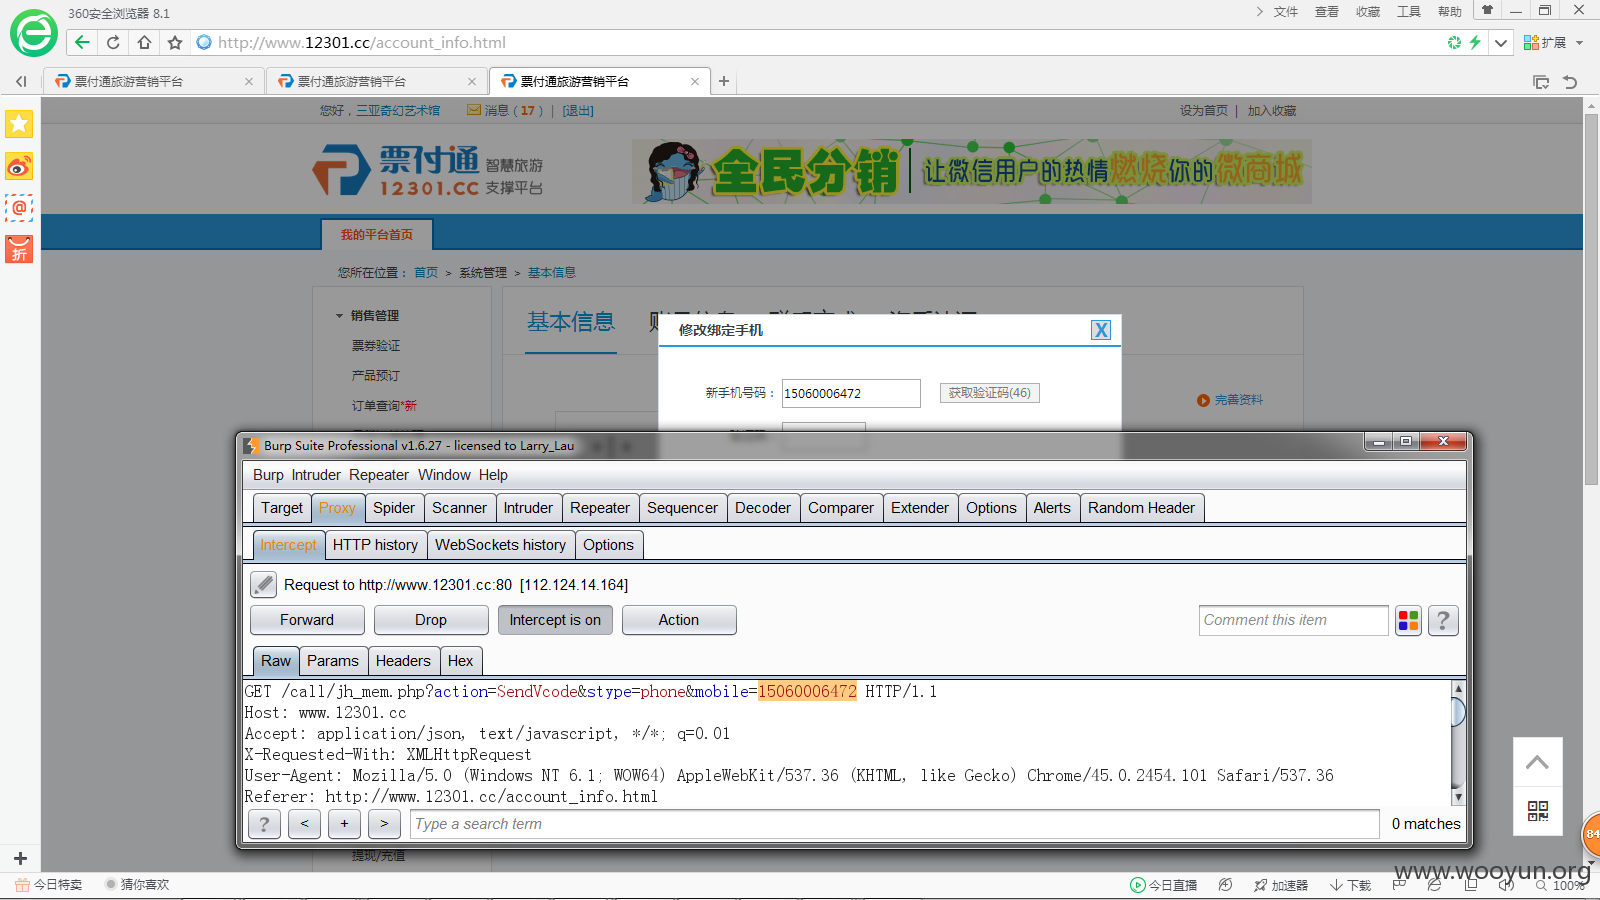 360安全浏览器 8.1
文件 查看 收藏 工具 帮助
http://www.12301.cc/account_info.html
扩展
票付通旅游营销平台
票付通旅游营销平台
票付通旅游营销平台
您好，三亚奇幻艺术馆 消息（17）| [退出]
设为首页 | 加入收藏
票付通 智慧旅游
12301.CC 支撑平台
全民分销 让微信用户的热情燃烧你的微商城
折
我的平台首页
您所在位置： 首页 > 系统管理 > 基本信息
销售管理
票券验证
产品预订
订单查询*新
基本信息
完善资料
修改绑定手机
X
新手机号码： 15060006472 获取验证码(46)
Burp Suite Professional v1.6.27 - licensed to Larry_Lau
Burp Intruder Repeater Window Help
Target Proxy Spider Scanner Intruder Repeater Sequencer Decoder Comparer Extender Options Alerts Random Header
Intercept HTTP history WebSockets history Options
Request to http://www.12301.cc:80 [112.124.14.164]
Forward Drop Intercept is on Action Comment this item ?
Raw Params Headers Hex
GET /call/jh_mem.php?action=SendVcode&stype=phone&mobile=15060006472 HTTP/1.1
Host: www.12301.cc
Accept: application/json, text/javascript, */*; q=0.01
X-Requested-With: XMLHttpRequest
User-Agent: Mozilla/5.0 (Windows NT 6.1; WOW64) AppleWebKit/537.36 (KHTML, like Gecko) Chrome/45.0.2454.101 Safari/537.36
Referer: http://www.12301.cc/account_info.html
? < + > Type a search term 0 matches
84
提现/充值
今日特卖 猜你喜欢
今日直播 加速器 下载 100%
www.wooyun.org